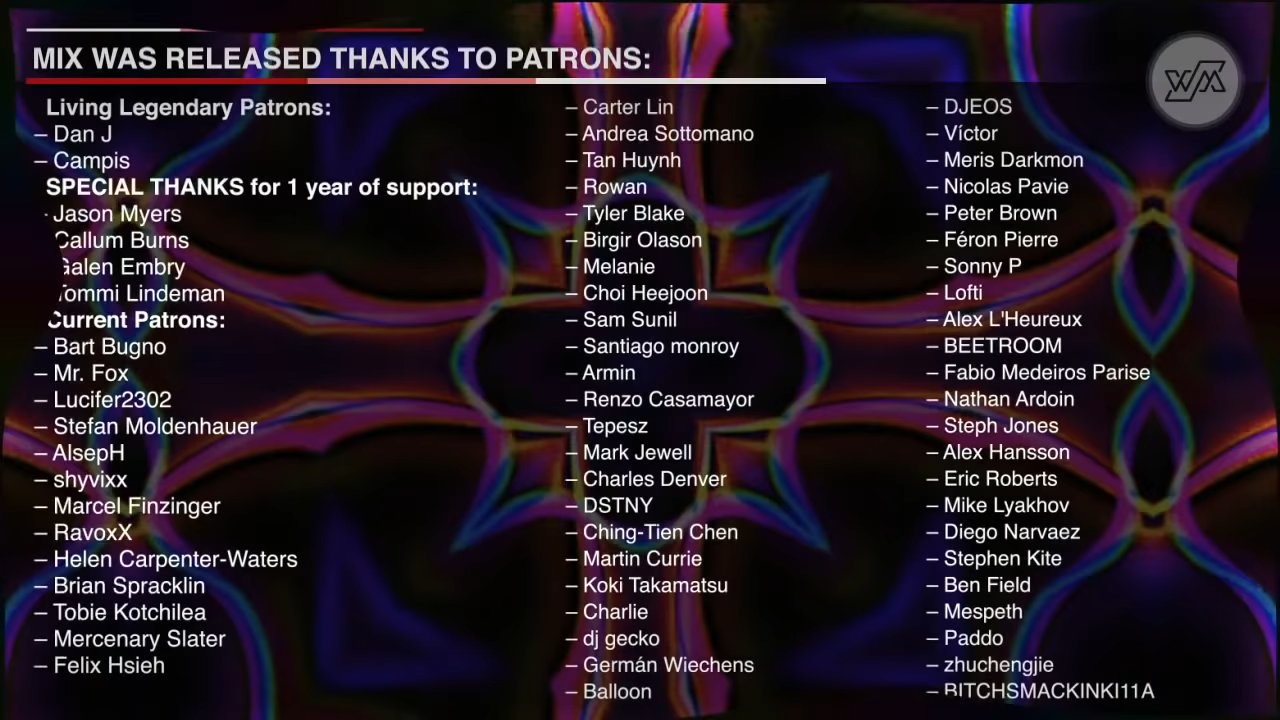 MIX WAS RELEASED THANKS TO PATRONS:
WM
Living Legendary Patrons:
– Dan J
– Campis
SPECIAL THANKS for 1 year of support:
Jason Myers
Callum Burns
Galen Embry
Tommi Lindeman
Current Patrons:
– Bart Bugno
– Mr. Fox
– Lucifer2302
– Stefan Moldenhauer
– AlsepH
– shyvixx
– Marcel Finzinger
– RavoxX
– Helen Carpenter-Waters
– Brian Spracklin
– Tobie Kotchilea
– Mercenary Slater
– Felix Hsieh
– Carter Lin
– Andrea Sottomano
– Tan Huynh
– Rowan
– Tyler Blake
– Birgir Olason
– Melanie
– Choi Heejoon
– Sam Sunil
– Santiago monroy
– Armin
– Renzo Casamayor
– Tepesz
– Mark Jewell
– Charles Denver
– DSTNY
– Ching-Tien Chen
– Martin Currie
– Koki Takamatsu
– Charlie
– dj gecko
– Germán Wiechens
– Balloon
– DJEOS
– Víctor
– Meris Darkmon
– Nicolas Pavie
– Peter Brown
– Féron Pierre
– Sonny P
– Lofti
– Alex L'Heureux
– BEETROOM
– Fabio Medeiros Parise
– Nathan Ardoin
– Steph Jones
– Alex Hansson
– Eric Roberts
– Mike Lyakhov
– Diego Narvaez
– Stephen Kite
– Ben Field
– Mespeth
– Paddo
– zhuchengjie
– BITCHSMACKINKI11A